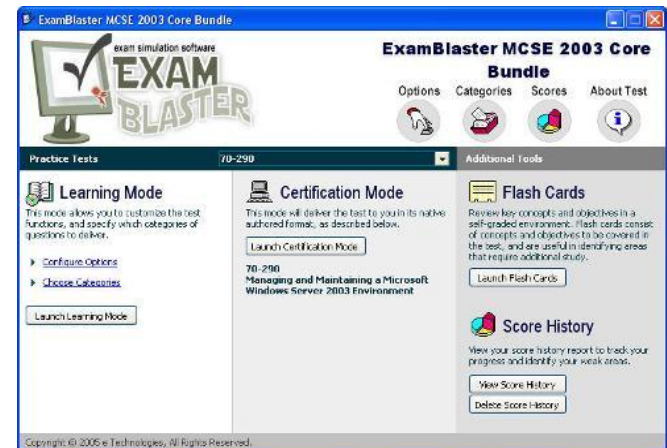 ExamBlaster MCSE 2003 Core Bundle
exam simulation software
EXAM
BLASTER
ExamBlaster MCSE 2003 Core
Bundle
Options Categories Scores About Test
Practice Tests 70-290 Additional Tools
Learning Mode
This mode allows you to customize the test
functions, and specify which categories of
questions to deliver.
Configure Options
Choose Categories
Launch Learning Mode
Certification Mode
This mode will deliver the test to you in its native
authored format, as described below.
Launch Certification Mode
70-290
Managing and Maintaining a Microsoft
Windows Server 2003 Environment
Flash Cards
Review key concepts and objectives in a
self-graded environment. Flash cards consist
of concepts and objectives to be covered in
the test, and are useful in identifying areas
that require additional study.
Launch Flash Cards
Score History
View your score history report to track your
progress and identify your weak areas.
View Score History
Delete Score History
Copyright © 2005 e Technologies, All Rights Reserved.